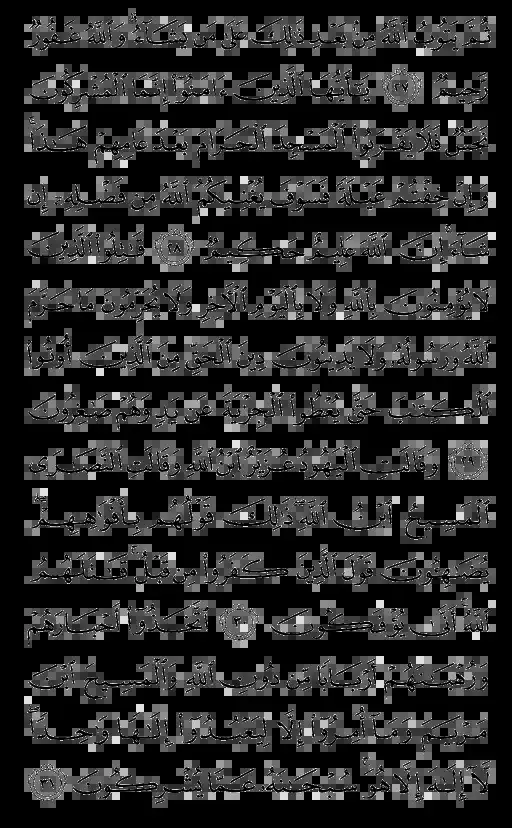 ثُمَّ يَتُوبُ ٱللَّهُ مِنۢ بَعْدِ ذَٰلِكَ عَلَىٰ مَن يَشَآءُ وَٱللَّهُ غَفُورٌ
رَّحِيمٌ ٢٧ يَٰٓأَيُّهَا ٱلَّذِينَ ءَامَنُوٓا۟ إِنَّمَا ٱلْمُشْرِكُونَ
نَجَسٌ فَلَا يَقْرَبُوا۟ ٱلْمَسْجِدَ ٱلْحَرَامَ بَعْدَ عَامِهِمْ هَٰذَا
وَإِنْ خِفْتُمْ عَيْلَةً فَسَوْفَ يُغْنِيكُمُ ٱللَّهُ مِن فَضْلِهِۦٓ إِن
شَآءَ إِنَّ ٱللَّهَ عَلِيمٌ حَكِيمٌ ٢٨ قَٰتِلُوا۟ ٱلَّذِينَ
لَا يُؤْمِنُونَ بِٱللَّهِ وَلَا بِٱلْيَوْمِ ٱلْءَاخِرِ وَلَا يُحَرِّمُونَ مَا حَرَّمَ
ٱللَّهُ وَرَسُولُهُۥ وَلَا يَدِينُونَ دِينَ ٱلْحَقِّ مِنَ ٱلَّذِينَ أُوتُوا۟
ٱلْكِتَٰبَ حَتَّىٰ يُعْطُوا۟ ٱلْجِزْيَةَ عَن يَدٍ وَهُمْ صَٰغِرُونَ
٢٩ وَقَالَتِ ٱلْيَهُودُ عُزَيْرٌ ٱبْنُ ٱللَّهِ وَقَالَتِ ٱلنَّصَٰرَى
ٱلْمَسِيحُ ٱبْنُ ٱللَّهِ ذَٰلِكَ قَوْلُهُم بِأَفْوَٰهِهِمْ
يُضَٰهِـُٔونَ قَوْلَ ٱلَّذِينَ كَفَرُوا۟ مِن قَبْلُ قَٰتَلَهُمُ
ٱللَّهُ أَنَّىٰ يُؤْفَكُونَ ٣٠ ٱتَّخَذُوٓا۟ أَحْبَارَهُمْ
وَرُهْبَٰنَهُمْ أَرْبَابًا مِّن دُونِ ٱللَّهِ وَٱلْمَسِيحَ ٱبْنَ
مَرْيَمَ وَمَآ أُمِرُوٓا۟ إِلَّا لِيَعْبُدُوٓا۟ إِلَٰهًا وَٰحِدًا
لَّآ إِلَٰهَ إِلَّا هُوَ سُبْحَٰنَهُۥ عَمَّا يُشْرِكُونَ ٣١